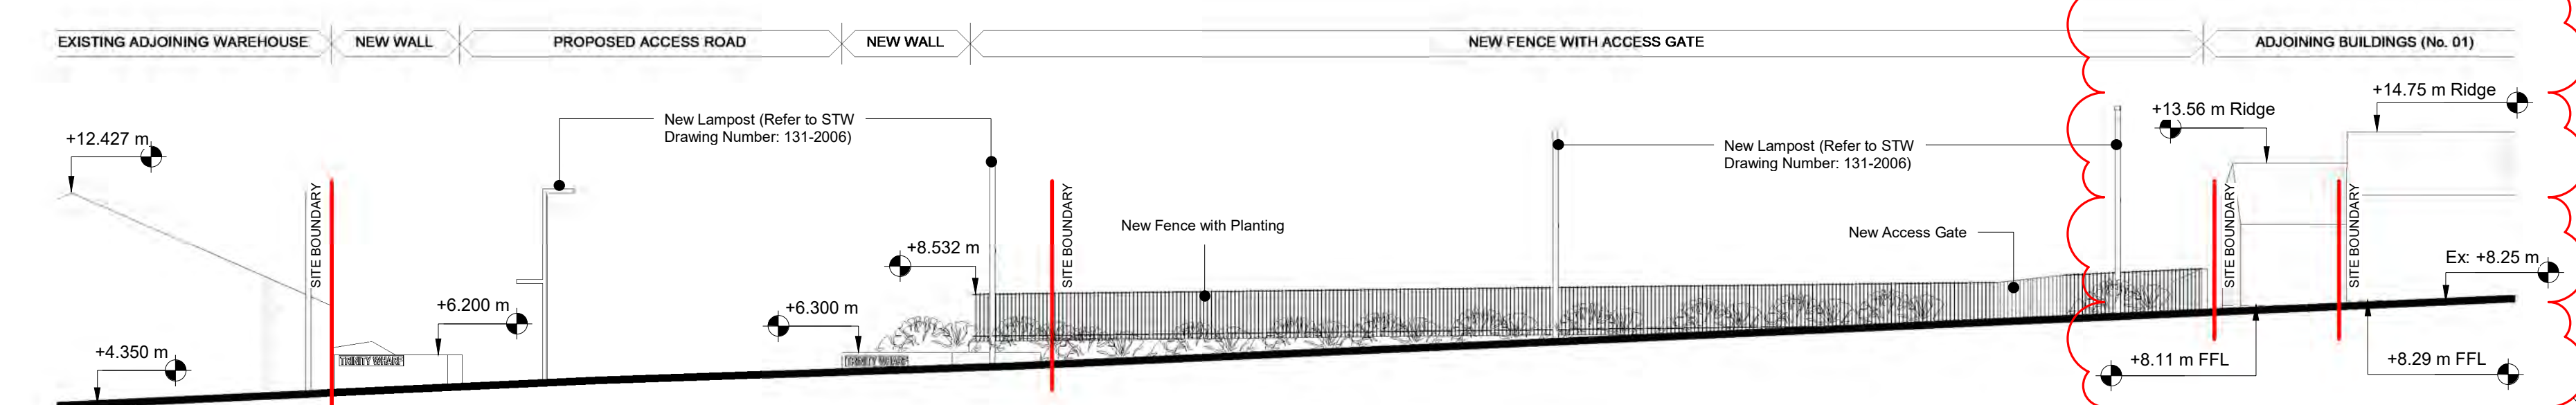 EXISTING ADJOINING WAREHOUSE
NEW WALL
PROPOSED ACCESS ROAD
NEW WALL
NEW FENCE WITH ACCESS GATE
ADJOINING BUILDINGS (No. 01)
+12.427 m
SITE BOUNDARY
+4.350 m
TRINITY WHARF
+6.200 m
New Lampost (Refer to STW
Drawing Number: 131-2006)
+6.300 m
TRINITY WHARF
+8.532 m
SITE BOUNDARY
New Fence with Planting
New Lampost (Refer to STW
Drawing Number: 131-2006)
New Access Gate
+13.56 m Ridge
+14.75 m Ridge
SITE BOUNDARY
SITE BOUNDARY
Ex: +8.25 m
+8.11 m FFL
+8.29 m FFL